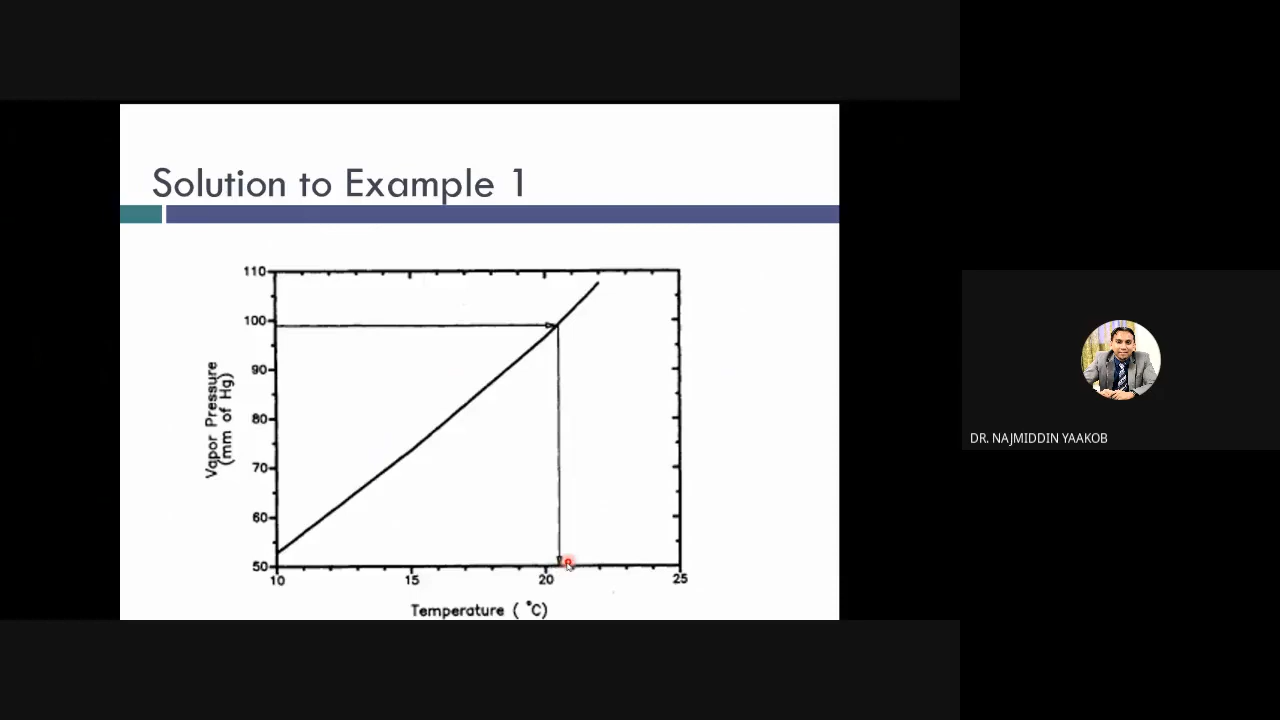 Solution to Example 1
110
100
90
80
70
60
50
Vapor Pressure
(mm of Hg)
10
15
20
25
Temperature ( °C)
DR. NAJMIDDIN YAAKOB